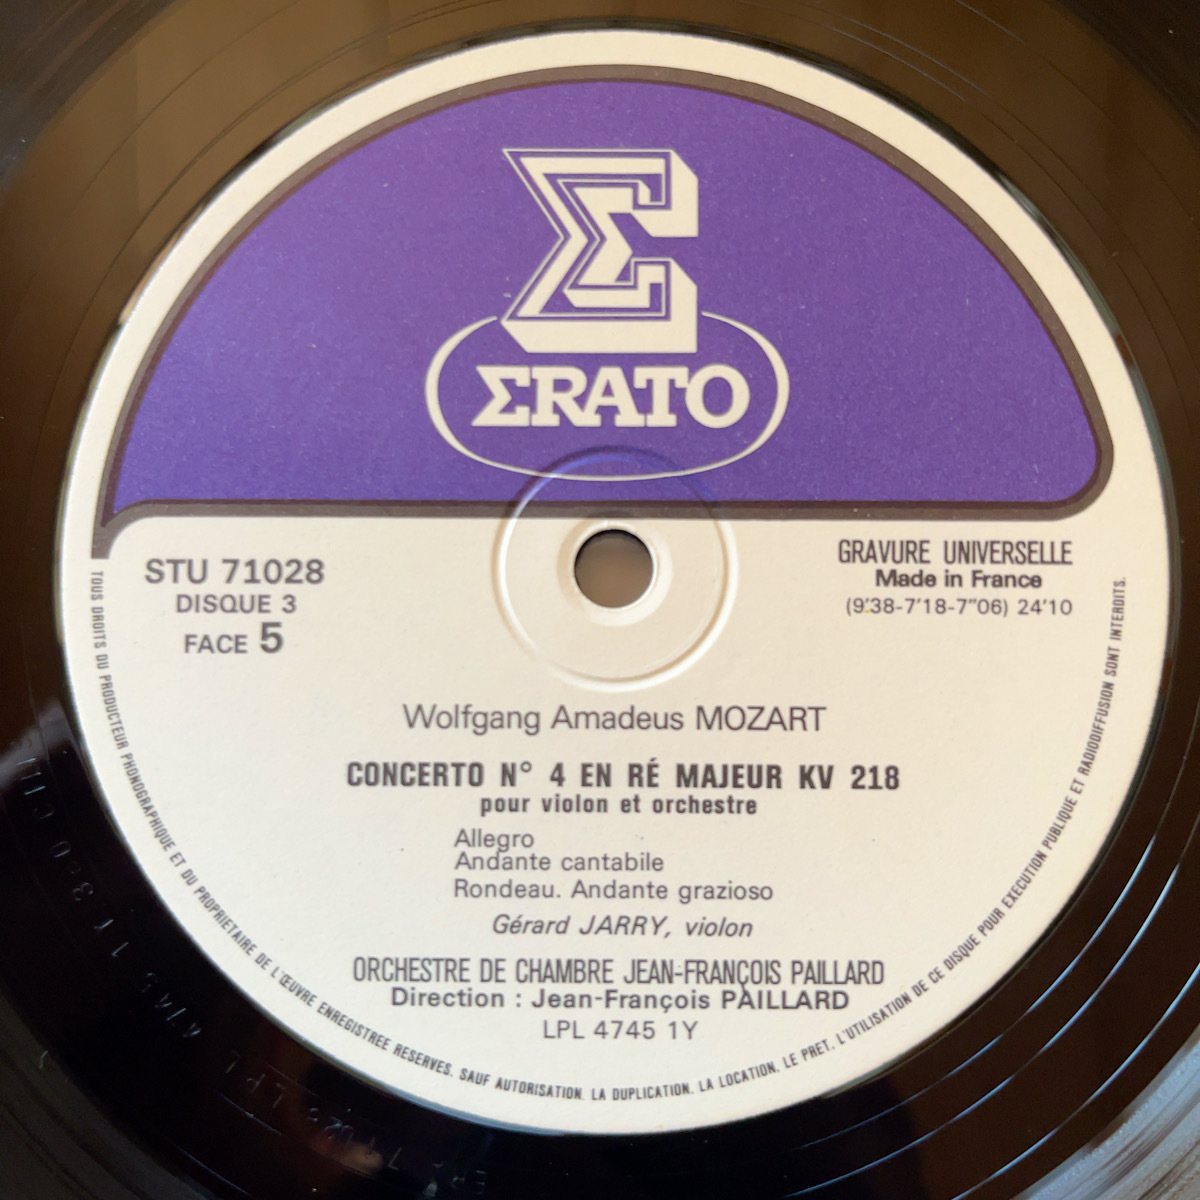 ΣRATO
STU 71028
DISQUE 3
FACE 5
GRAVURE UNIVERSELLE
Made in France
(9'38-7'18-7"06) 24'10
Wolfgang Amadeus MOZART
CONCERTO N° 4 EN RÉ MAJEUR KV 218
pour violon et orchestre
Allegro
Andante cantabile
Rondeau. Andante grazioso
Gérard JARRY, violon
ORCHESTRE DE CHAMBRE JEAN-FRANÇOIS PAILLARD
Direction : Jean-François PAILLARD
LPL 4745 1Y
TOUS DROITS DU PRODUCTEUR PHONOGRAPHIQUE ET DU PROPRIETAIRE DE L'ŒUVRE ENREGISTREE RESERVES. SAUF AUTORISATION. LA DUPLICATION. LA LOCATION. LE PRET, L'UTILISATION DE CE DISQUE POUR EXECUTION PUBLIQUE ET RADIODIFFUSION SONT INTERDITS.